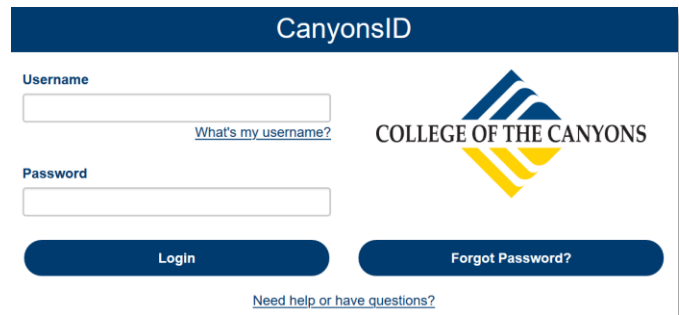 CanyonsID
Username
What's my username?
Password
COLLEGE OF THE CANYONS
Login
Forgot Password?
Need help or have questions?